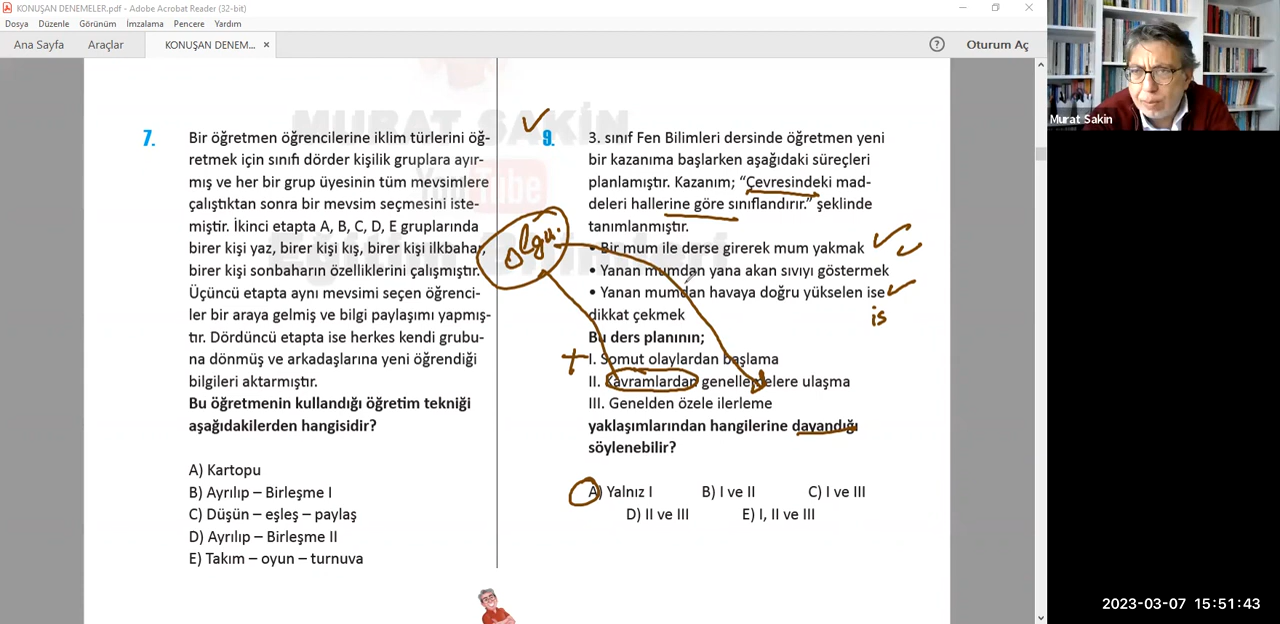 KONUŞAN DENEMELER.pdf - Adobe Acrobat Reader (32-bit)
Dosya Düzenle Görünüm İmzalama Pencere Yardım
Ana Sayfa Araçlar KONUŞAN DENEM... × ? Oturum Aç
MURAT SAKİN
YouTube
Eğitim Bilimleri
7. Bir öğretmen öğrencilerine iklim türlerini öğ-
retmek için sınıfı dörder kişilik gruplara ayır-
mış ve her bir grup üyesinin tüm mevsimlere
çalıştıktan sonra bir mevsim seçmesini iste-
miştir. İkinci etapta A, B, C, D, E gruplarında
birer kişi yaz, birer kişi kış, birer kişi ilkbahar,
birer kişi sonbaharın özelliklerini çalışmıştır.
Üçüncü etapta aynı mevsimi seçen öğrenci-
ler bir araya gelmiş ve bilgi paylaşımı yapmış-
tır. Dördüncü etapta ise herkes kendi grubu-
na dönmüş ve arkadaşlarına yeni öğrendiği
bilgileri aktarmıştır.
Bu öğretmenin kullandığı öğretim tekniği
aşağıdakilerden hangisidir?
A) Kartopu
B) Ayrılıp – Birleşme I
C) Düşün – eşleş – paylaş
D) Ayrılıp – Birleşme II
E) Takım – oyun – turnuva
9. 3. sınıf Fen Bilimleri dersinde öğretmen yeni
bir kazanıma başlarken aşağıdaki süreçleri
planlamıştır. Kazanım; “Çevresindeki mad-
deleri hallerine göre sınıflandırır.” şeklinde
tanımlanmıştır.
• Bir mum ile derse girerek mum yakmak
• Yanan mumdan yana akan sıvıyı göstermek
• Yanan mumdan havaya doğru yükselen ise
dikkat çekmek
is
Olgu
Bu ders planının;
+ I. Somut olaylardan başlama
II. Kavramlardan genellemelere ulaşma
III. Genelden özele ilerleme
yaklaşımlarından hangilerine dayandığı
söylenebilir?
A) Yalnız I B) I ve II C) I ve III
D) II ve III E) I, II ve III
Murat Sakin
2023-03-07 15:51:43